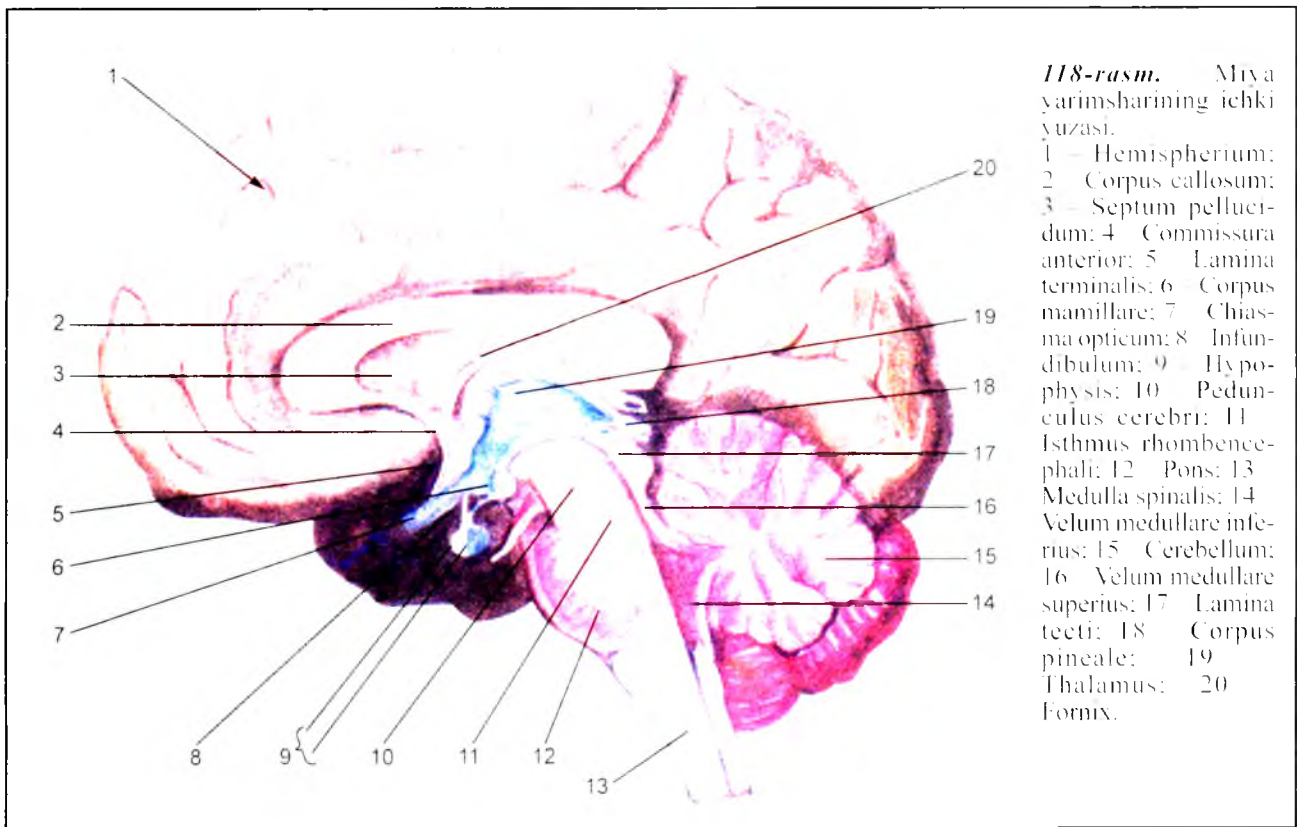 118-rasm. Miya
yarimsharining ichki
yuzasi.
1 – Hemispherium;
2 Corpus callosum;
3 – Septum pelluci-
dum; 4 Commissura
anterior; 5 Lamina
terminalis; 6 – Corpus
mamillare; 7 Chias-
ma opticum; 8 Infun-
dibulum; 9 – Hypo-
physis; 10 Pedun-
culus cerebri; 11
Isthmus rhombence-
phali; 12 Pons; 13
Medulla spinalis; 14
Velum medullare infe-
rius; 15 Cerebellum;
16 Velum medullare
superius; 17 Lamina
tecti; 18 Corpus
pineale; 19
Thalamus; 20
Fornix.
1
2
3
4
5
6
7
8
9
10
11
12
13
14
15
16
17
18
19
20